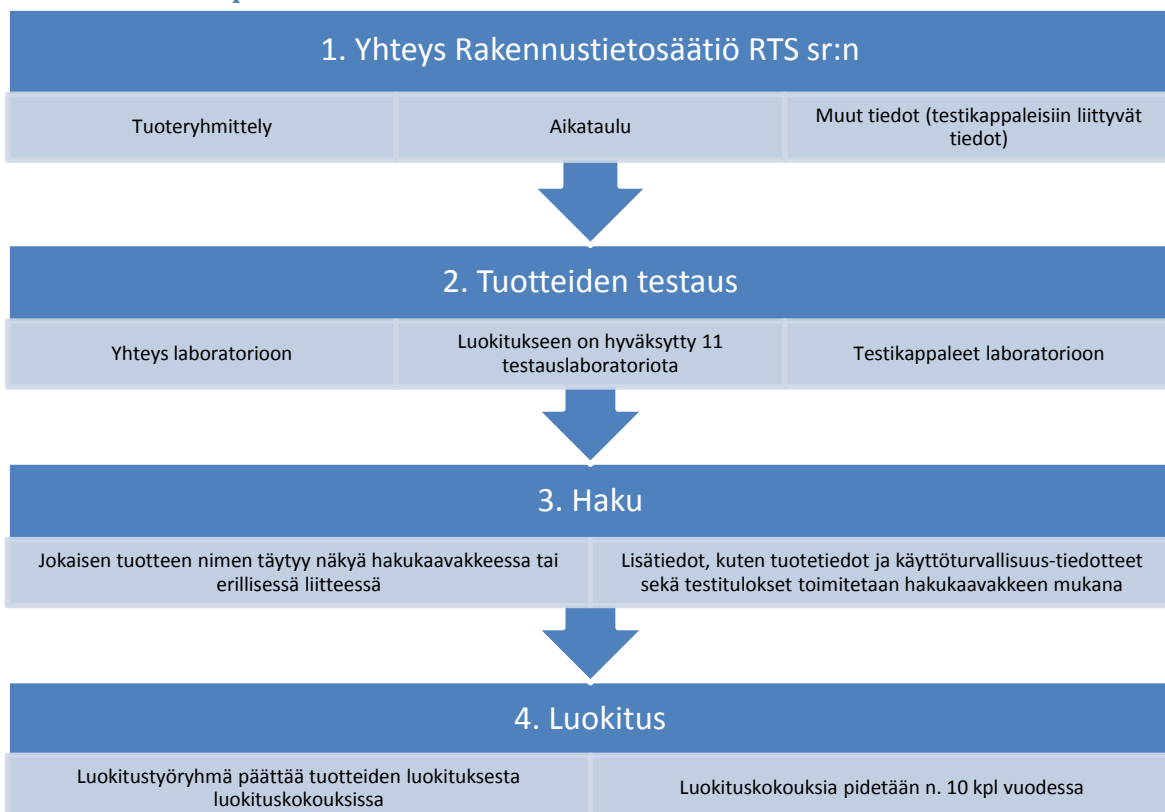 1. Yhteys Rakennustietosäätiö RTS sr:n
Tuoteryhmittely
Aikataulu
Muut tiedot (testikappaleisiin liittyvät
tiedot)
2. Tuotteiden testaus
Yhteys laboratorioon
Luokitukseen on hyväksytty 11
testauslaboratoriota
Testikappaleet laboratorioon
3. Haku
Jokaisen tuotteen nimen täytyy näkyä hakukaavakkeessa tai
erillisessä liitteessä
Lisätiedot, kuten tuotetiedot ja käyttöturvallisuus-tiedotteet
sekä testitulokset toimitetaan hakukaavakkeen mukana
4. Luokitus
Luokitustyöryhmä päättää tuotteiden luokituksesta
luokituskokouksissa
Luokituskokouksia pidetään n. 10 kpl vuodessa